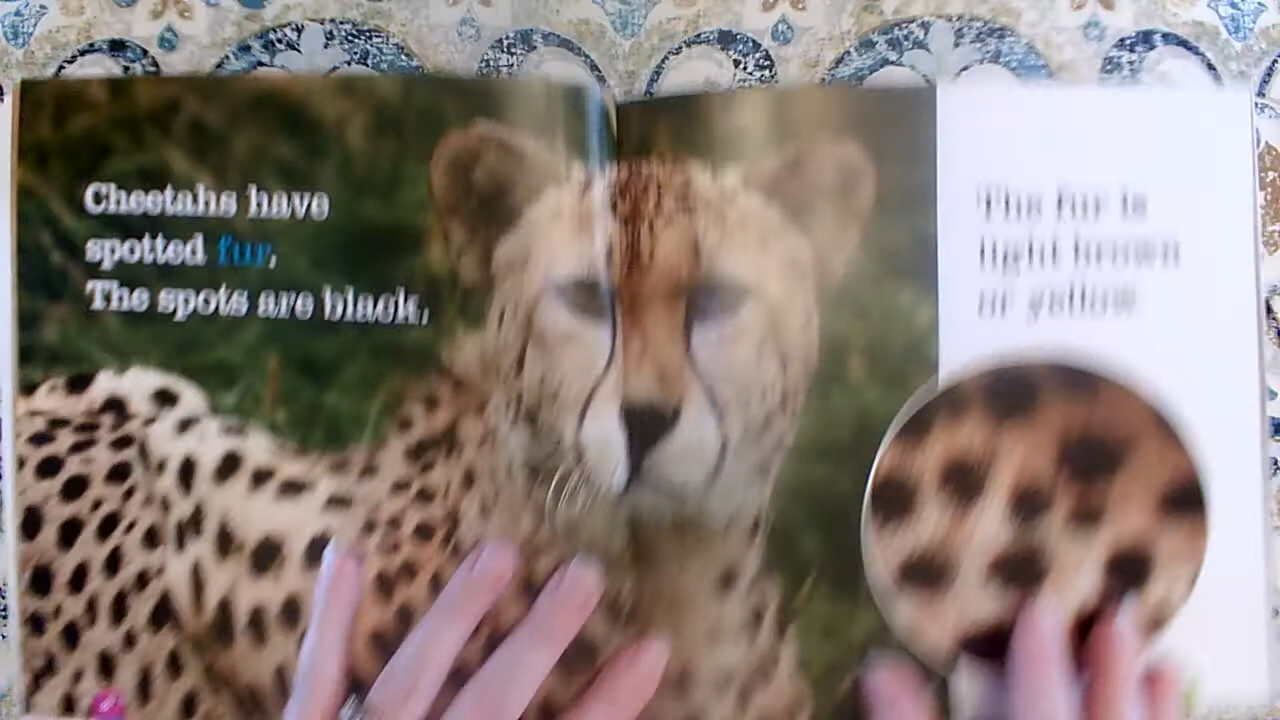 Cheetahs have
spotted fur.
The spots are black.
The fur is
light brown
or yellow